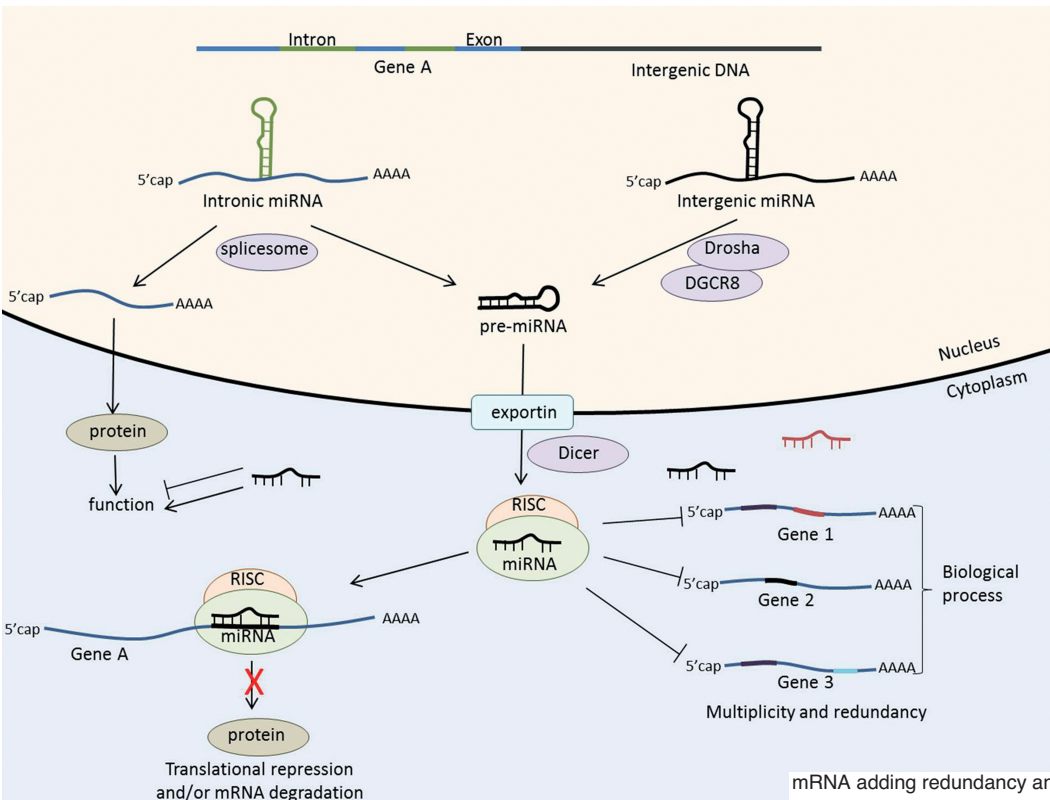 Intron
Exon
Gene A
Intergenic DNA
5'cap
AAAA
Intronic miRNA
5'cap
AAAA
Intergenic miRNA
splicesome
Drosha
DGCR8
5'cap
AAAA
pre-miRNA
Nucleus
Cytoplasm
exportin
protein
Dicer
function
RISC
miRNA
5'cap
AAAA
Gene 1
5'cap
AAAA
Gene 2
5'cap
AAAA
Gene 3
Biological
process
Multiplicity and redundancy
RISC
miRNA
5'cap
AAAA
Gene A
X
protein
Translational repression
and/or mRNA degradation
mRNA adding redundancy ar